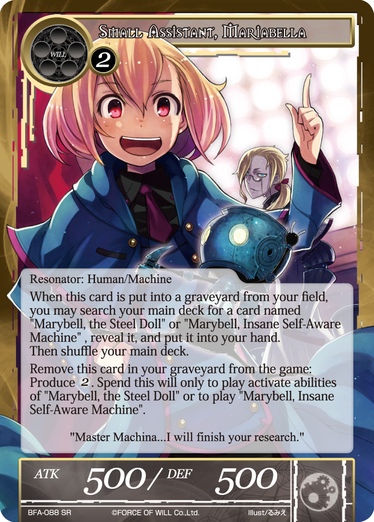 Small Assistant, Mariabella
WILL
2
Resonator: Human/Machine
When this card is put into a graveyard from your field,
you may search your main deck for a card named
"Marybell, the Steel Doll" or "Marybell, Insane Self-Aware
Machine" , reveal it, and put it into your hand.
Then shuffle your main deck.
Remove this card in your graveyard from the game:
Produce 2. Spend this will only to play activate abilities
of "Marybell, the Steel Doll" or to play "Marybell, Insane
Self-Aware Machine".
"Master Machina...I will finish your research."
ATK 500/ DEF 500
BFA-088 SR ©FORCE OF WILL Co.,Ltd. Illust/るみえ